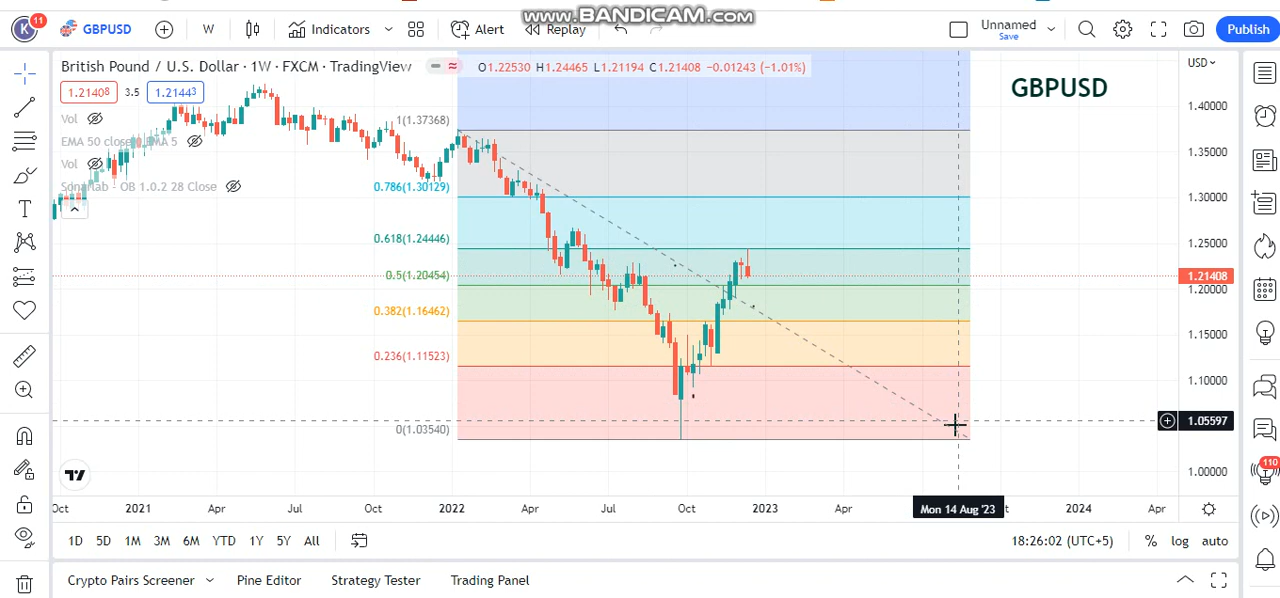 www.BANDICAM.com
K 11 GBPUSD W Indicators Alert Replay Unnamed Save Publish
British Pound / U.S. Dollar · 1W · FXCM · TradingView O1.22530 H1.24465 L1.21194 C1.21408 −0.01243 (−1.01%) USD
GBPUSD
1.21408 3.5 1.21443
Vol
EMA 50 close
Vol
OB 1.0.2 28 Close
1(1.37368)
0.786(1.30129)
0.618(1.24446)
0.5(1.20454)
0.382(1.16462)
0.236(1.11523)
0(1.03540)
1.40000
1.35000
1.30000
1.25000
1.21408
1.20000
1.15000
1.10000
1.05597
1.00000
110
Oct 2021 Apr Jul Oct 2022 Apr Jul Oct 2023 Apr Mon 14 Aug '23 2024 Apr
1D 5D 1M 3M 6M YTD 1Y 5Y All 18:26:02 (UTC+5) % log auto
Crypto Pairs Screener Pine Editor Strategy Tester Trading Panel